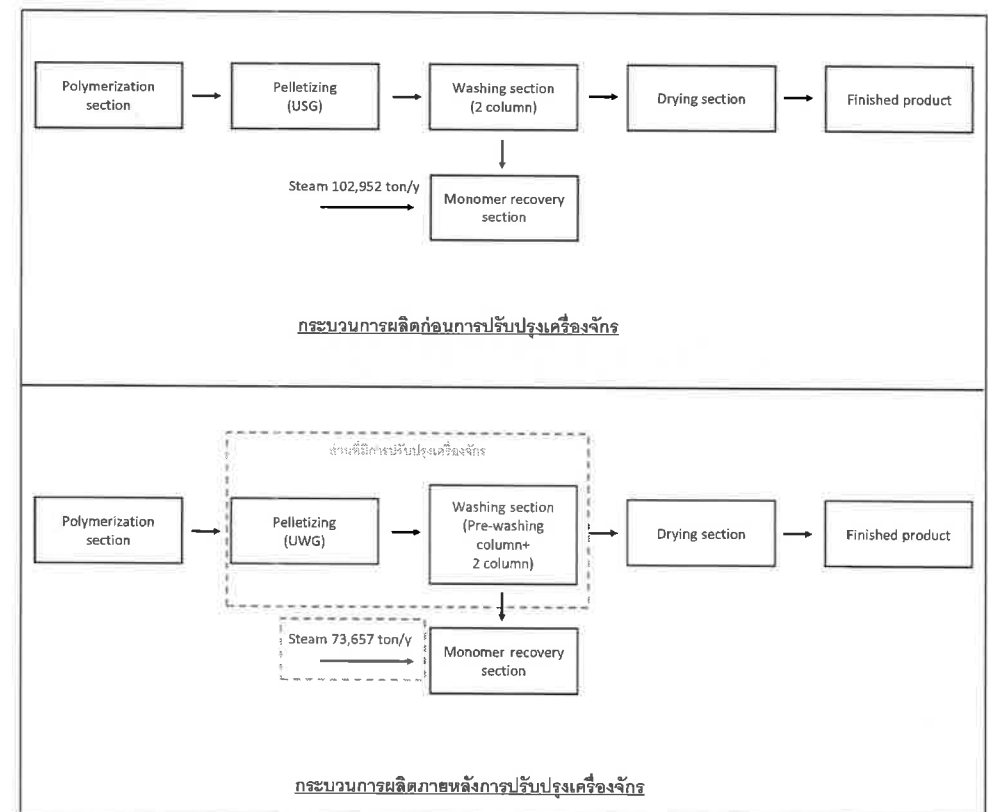 Polymerization
section
Pelletizing
(USG)
Washing section
(2 column)
Drying section
Finished product
Steam 102,952 ton/y
Monomer recovery
section
กระบวนการผลิตก่อนการปรับปรุงเครื่องจักร
ส่วนที่มีการปรับปรุงเครื่องจักร
Polymerization
section
Pelletizing
(UWG)
Washing section
(Pre-washing
column+
2 column)
Drying section
Finished product
Steam 73,657 ton/y
Monomer recovery
section
กระบวนการผลิตภายหลังการปรับปรุงเครื่องจักร